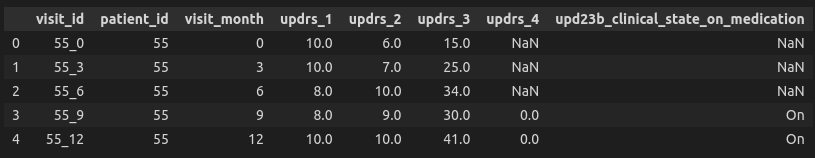 visit_id patient_id visit_month updrs_1 updrs_2 updrs_3 updrs_4 upd23b_clinical_state_on_medication
0 55_0 55 0 10.0 6.0 15.0 NaN NaN
1 55_3 55 3 10.0 7.0 25.0 NaN NaN
2 55_6 55 6 8.0 10.0 34.0 NaN NaN
3 55_9 55 9 8.0 9.0 30.0 0.0 On
4 55_12 55 12 10.0 10.0 41.0 0.0 On